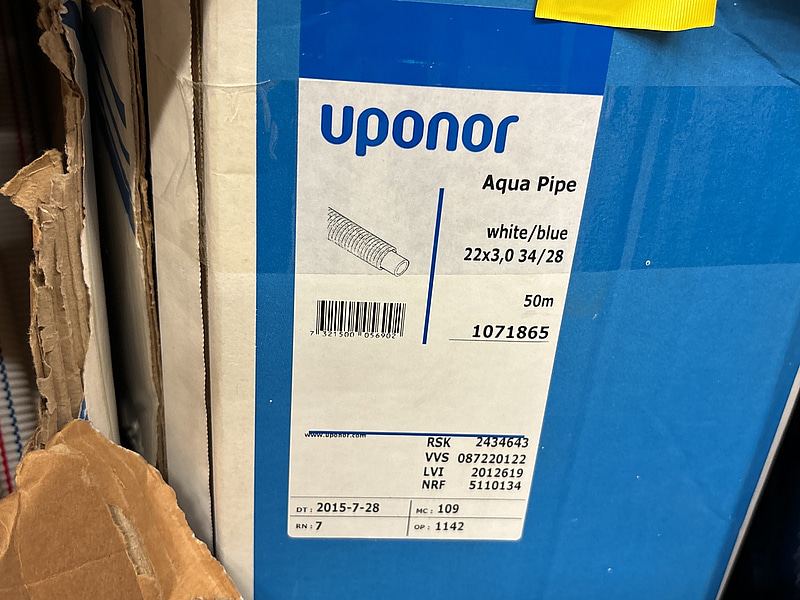 uponor
Aqua Pipe
white/blue
22x3,0 34/28
50m
1071865
7 321500 056902
www.uponor.com
RSK 2434643
VVS 087220122
LVI 2012619
NRF 5110134
DT: 2015-7-28 MC: 109
RN: 7 OP: 1142